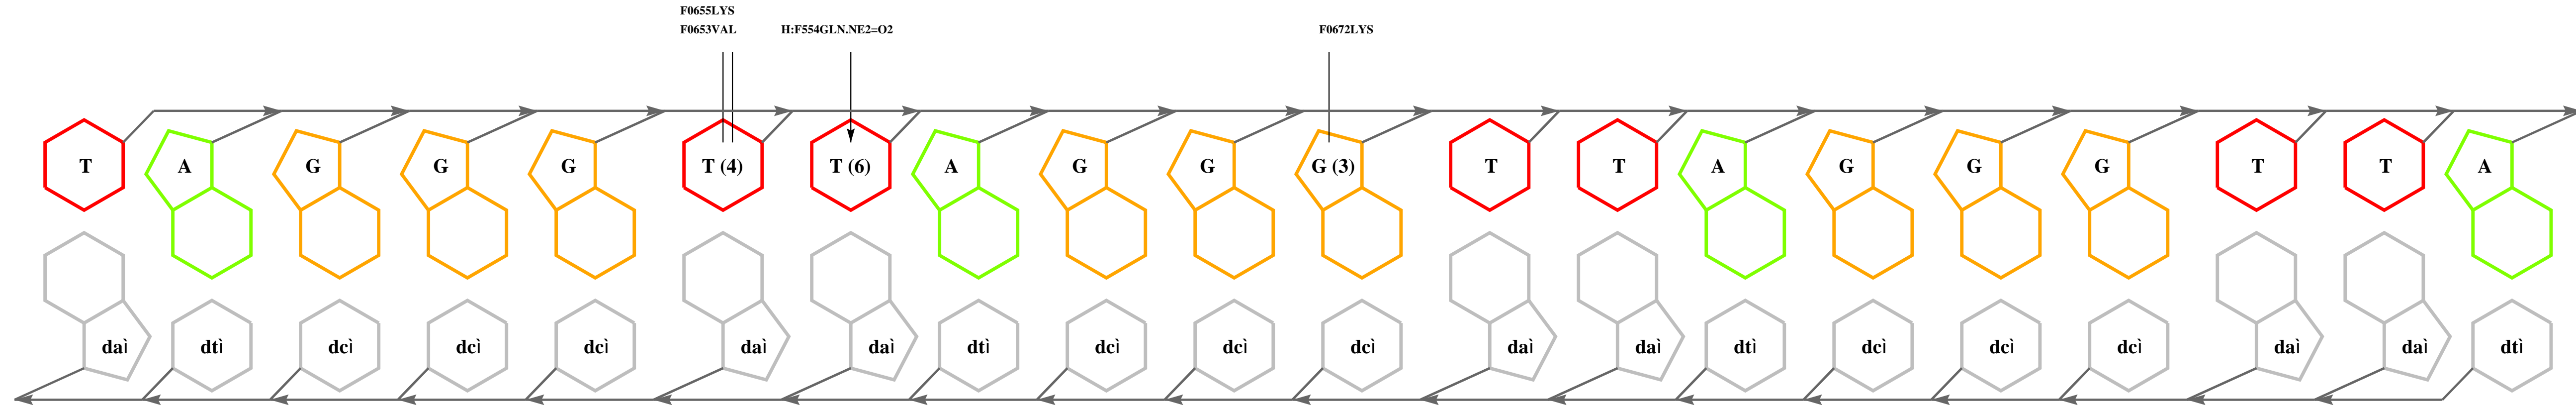 F0655LYS
F0653VAL H:F554GLN.NE2=O2 F0672LYS
T A G G G T (4) T (6) A G G G (3) T T A G G G T T A
daì dtì dcì dcì dcì daì daì dtì dcì dcì dcì daì daì dtì dcì dcì dcì daì daì dtì